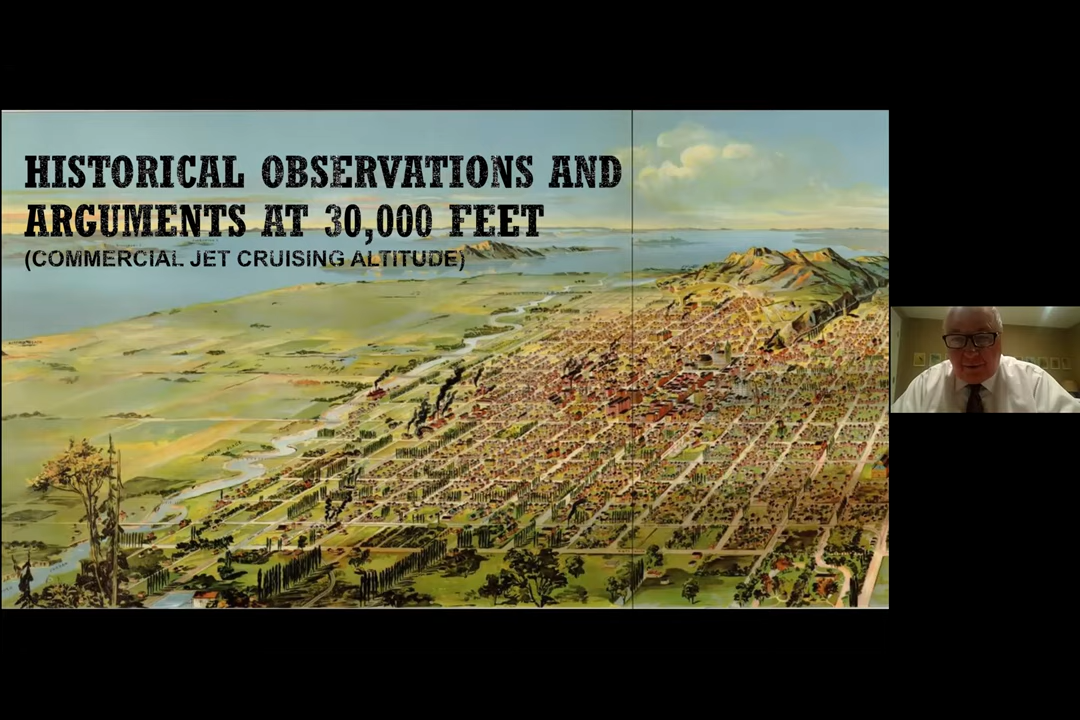 HISTORICAL OBSERVATIONS AND
ARGUMENTS AT 30,000 FEET
(COMMERCIAL JET CRUISING ALTITUDE)